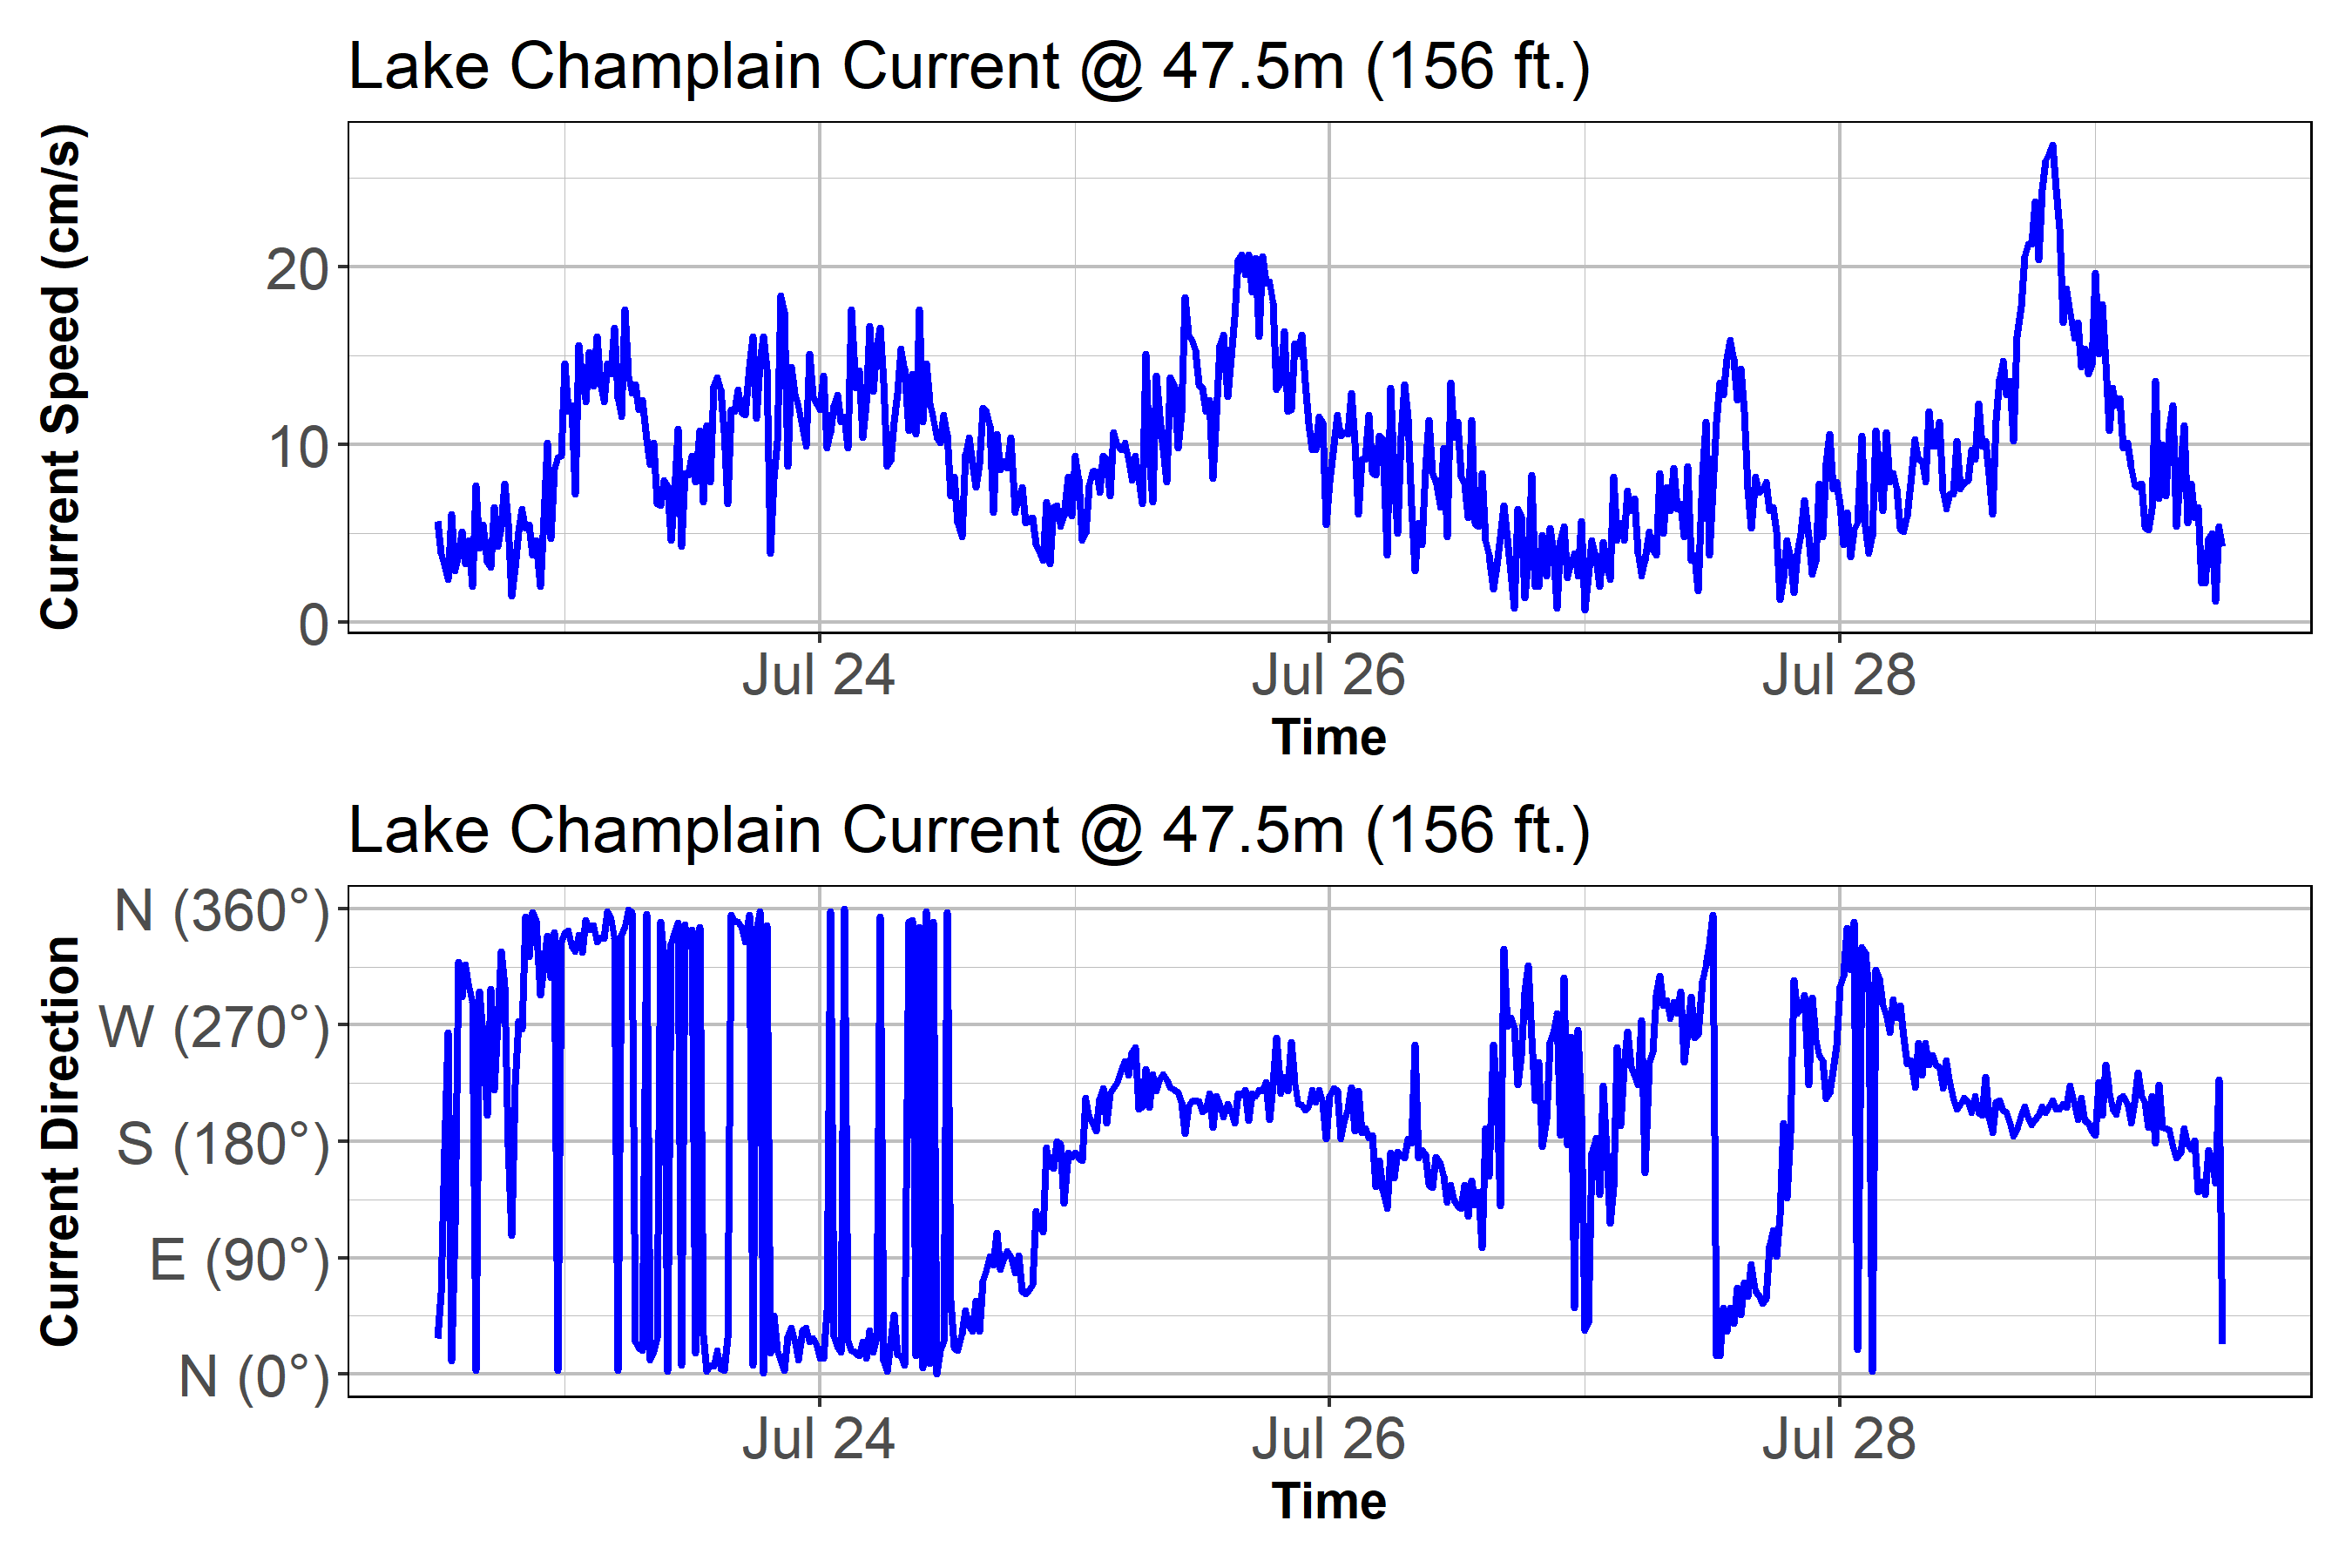 Lake Champlain Current @ 47.5m (156 ft.)
Current Speed (cm/s)
20
10
0
Jul 24 Jul 26 Jul 28
Time
Lake Champlain Current @ 47.5m (156 ft.)
Current Direction
N (360°)
W (270°)
S (180°)
E (90°)
N (0°)
Jul 24 Jul 26 Jul 28
Time